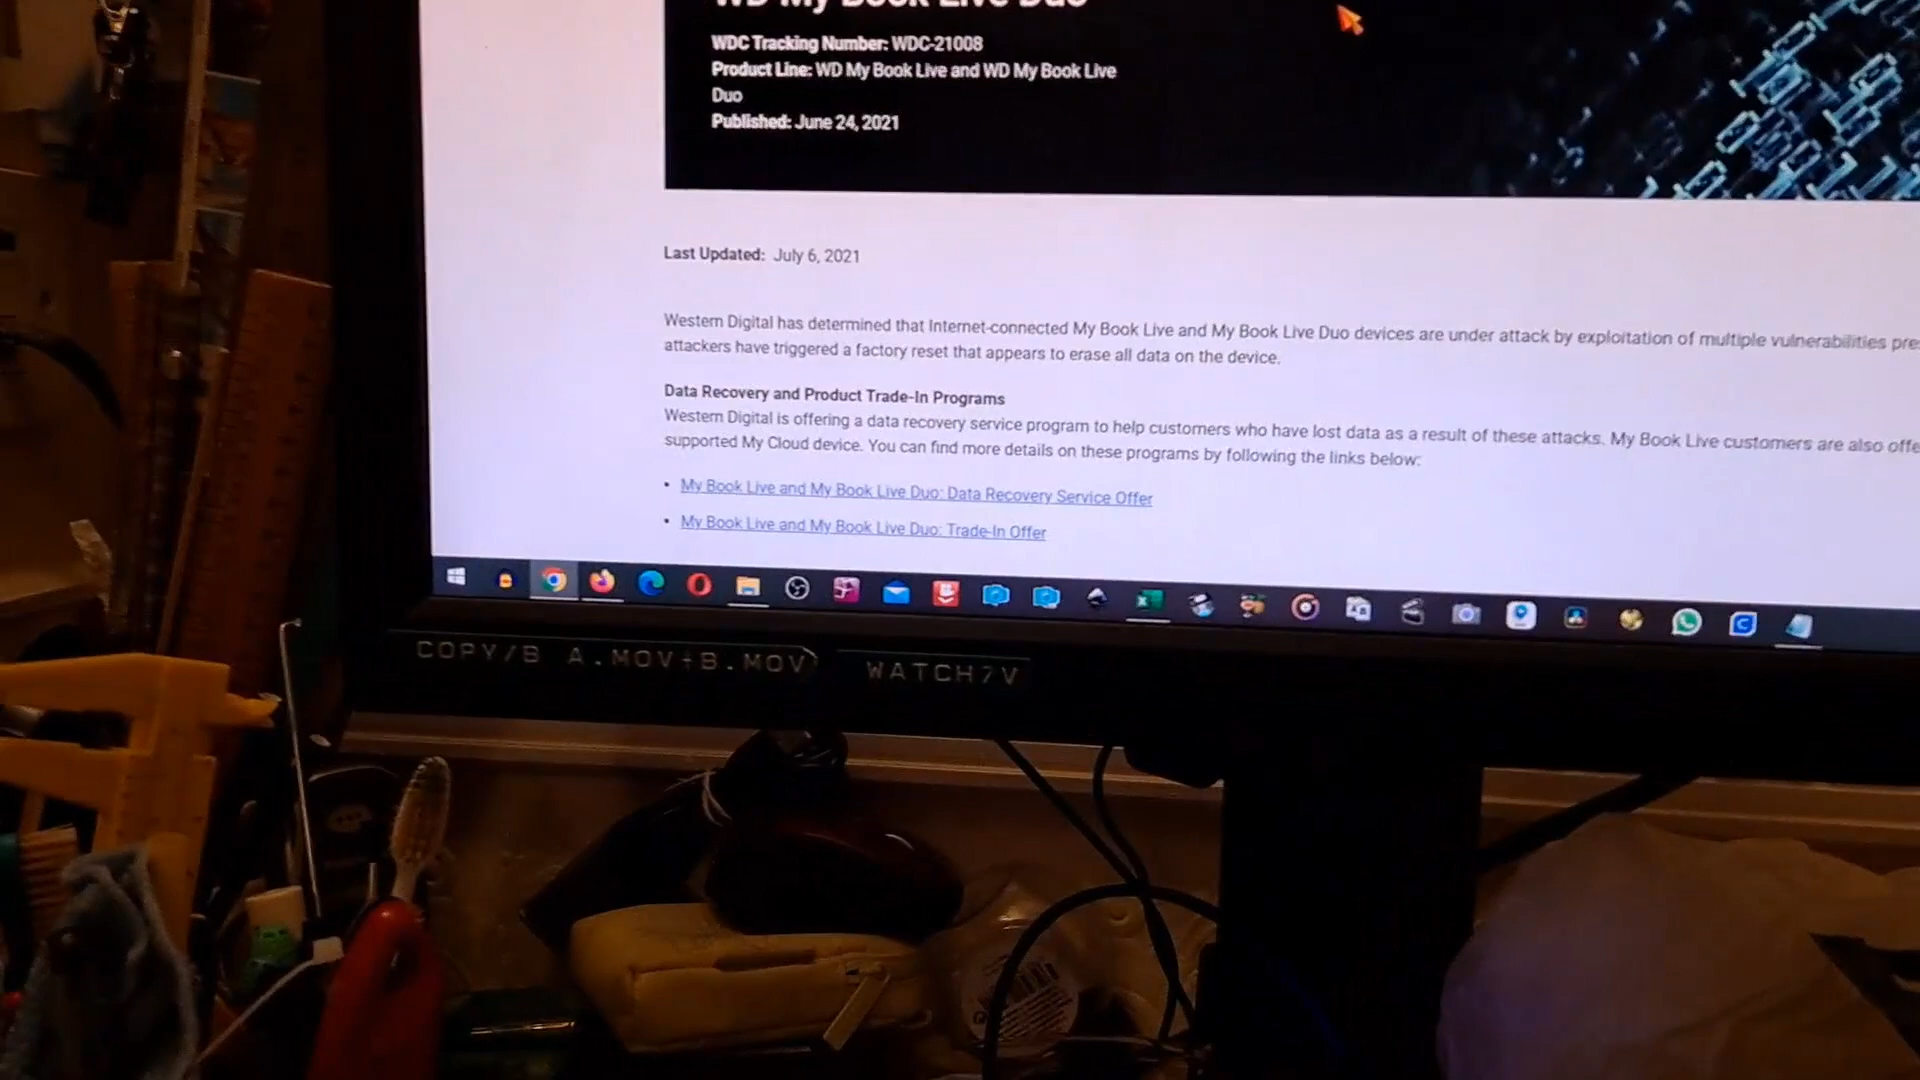 WD My Book Live Duo
WDC Tracking Number: WDC-21008
Product Line: WD My Book Live and WD My Book Live
Duo
Published: June 24, 2021
Last Updated: July 6, 2021
Western Digital has determined that Internet-connected My Book Live and My Book Live Duo devices are under attack by exploitation of multiple vulnerabilities pre
attackers have triggered a factory reset that appears to erase all data on the device.
Data Recovery and Product Trade-In Programs
Western Digital is offering a data recovery service program to help customers who have lost data as a result of these attacks. My Book Live customers are also offe
supported My Cloud device. You can find more details on these programs by following the links below:
• My Book Live and My Book Live Duo: Data Recovery Service Offer
• My Book Live and My Book Live Duo: Trade-In Offer
COPY/B A.MOV+B.MOV WATCH?V